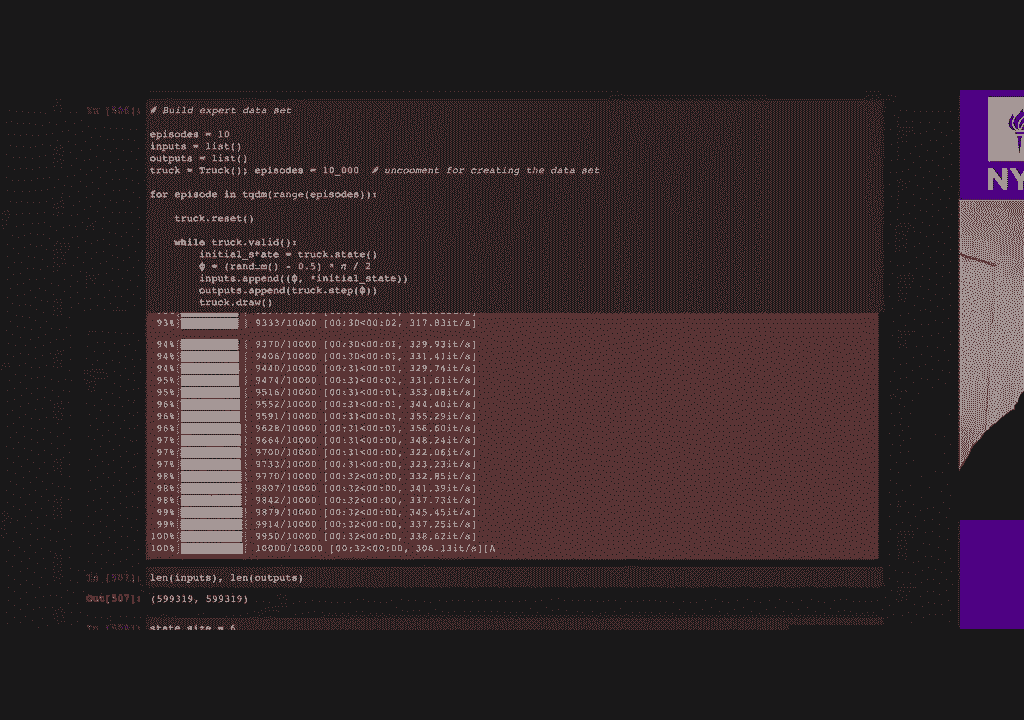 In [506]:
# Build expert data set
episodes = 10
inputs = list()
outputs = list()
truck = Truck(); episodes = 10_000  # uncooment for creating the data set
for episode in tqdm(range(episodes)):
truck.reset()
while truck.valid():
initial_state = truck.state()
ϕ = (random() - 0.5) * π / 2
inputs.append((ϕ, *initial_state))
outputs.append(truck.step(ϕ))
truck.draw()
93% 9333/10000 [00:30<00:02, 317.83it/s]
94% 9370/10000 [00:30<00:01, 329.93it/s]
94% 9406/10000 [00:30<00:01, 331.41it/s]
94% 9440/10000 [00:31<00:01, 329.74it/s]
95% 9474/10000 [00:31<00:01, 331.61it/s]
95% 9516/10000 [00:31<00:01, 353.08it/s]
96% 9552/10000 [00:31<00:01, 344.40it/s]
96% 9591/10000 [00:31<00:01, 355.29it/s]
96% 9628/10000 [00:31<00:01, 356.60it/s]
97% 9664/10000 [00:31<00:00, 348.24it/s]
97% 9700/10000 [00:31<00:00, 322.06it/s]
97% 9733/10000 [00:31<00:00, 323.23it/s]
98% 9770/10000 [00:32<00:00, 332.85it/s]
98% 9807/10000 [00:32<00:00, 341.39it/s]
98% 9842/10000 [00:32<00:00, 337.73it/s]
99% 9879/10000 [00:32<00:00, 345.45it/s]
99% 9914/10000 [00:32<00:00, 337.25it/s]
100% 9950/10000 [00:32<00:00, 338.62it/s]
100% 10000/10000 [00:32<00:00, 306.13it/s][A
In [507]: len(inputs), len(outputs)
Out[507]: (599319, 599319)
state_size = 6
NY